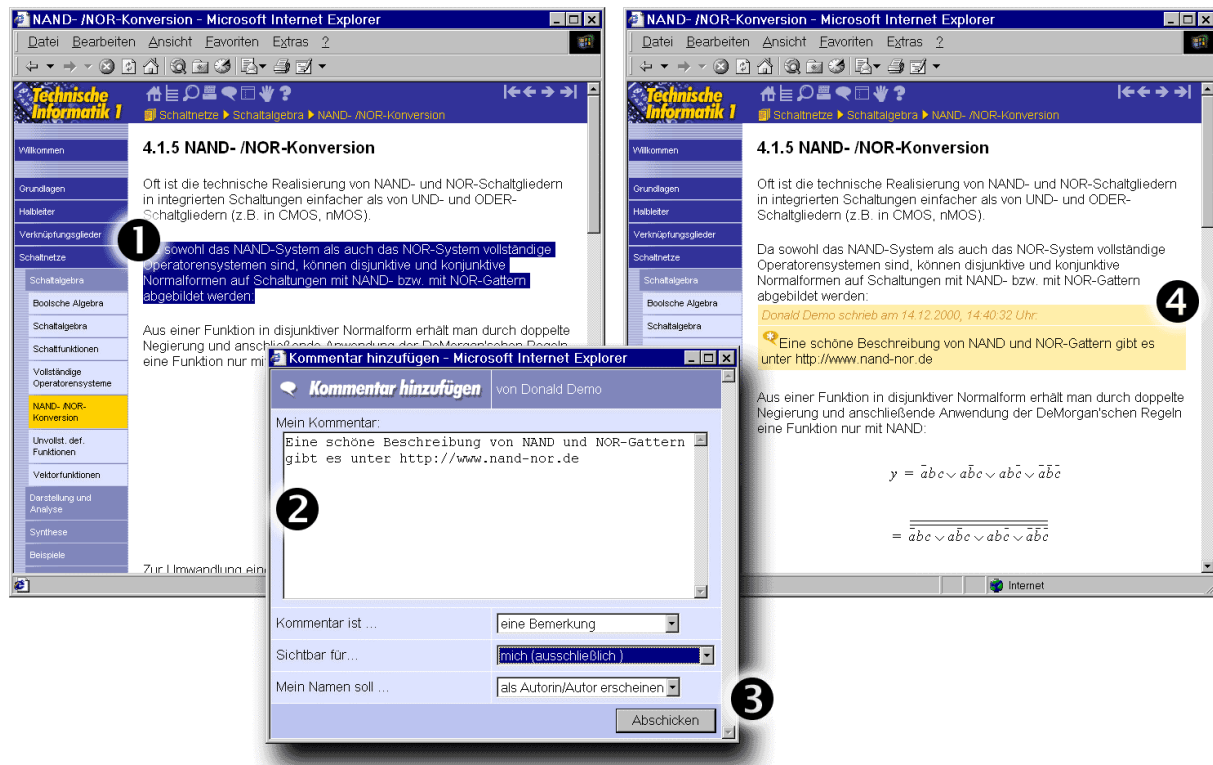 NAND- /NOR-Konversion - Microsoft Internet Explorer
Datei Bearbeiten Ansicht Favoriten Extras ?
Technische
Informatik 1
Schaltnetze Schaltalgebra NAND- /NOR-Konversion
Willkommen
Grundlagen
Halbleiter
Verknüpfungsglieder
Schaltnetze
Schaltalgebra
Boolsche Algebra
Schaltalgebra
Schaltfunktionen
Vollständige
Operatorensysteme
NAND- /NOR-
Konversion
Unvollst. def.
Funktionen
Vektorfunktionen
Darstellung und
Analyse
Synthese
Beispiele
4.1.5 NAND- /NOR-Konversion
Oft ist die technische Realisierung von NAND- und NOR-Schaltgliedern
in integrierten Schaltungen einfacher als von UND- und ODER-
Schaltgliedern (z.B. in CMOS, nMOS).
1
sowohl das NAND-System als auch das NOR-System vollständige
Operatorensystemen sind, können disjunktive und konjunktive
Normalformen auf Schaltungen mit NAND- bzw. mit NOR-Gattern
abgebildet werden:
Aus einer Funktion in disjunktiver Normalform erhält man durch doppelte
Negierung und anschließende Anwendung der DeMorgan'schen Regeln
eine Funktion nur mi
Zur Umwandlung ein
Kommentar hinzufügen - Microsoft Internet Explorer
Kommentar hinzufügen von Donald Demo
Mein Kommentar:
Eine schöne Beschreibung von NAND und NOR-Gattern
gibt es unter http://www.nand-nor.de
2
Kommentar ist ... eine Bemerkung
Sichtbar für... mich (ausschließlich )
Mein Namen soll ... als Autorin/Autor erscheinen
3
Abschicken
NAND- /NOR-Konversion - Microsoft Internet Explorer
Datei Bearbeiten Ansicht Favoriten Extras ?
Technische
Informatik 1
Schaltnetze Schaltalgebra NAND- /NOR-Konversion
Willkommen
Grundlagen
Halbleiter
Verknüpfungsglieder
Schaltnetze
Schaltalgebra
Boolsche Algebra
Schaltalgebra
4.1.5 NAND- /NOR-Konversion
Oft ist die technische Realisierung von NAND- und NOR-Schaltgliedern
in integrierten Schaltungen einfacher als von UND- und ODER-
Schaltgliedern (z.B. in CMOS, nMOS).
Da sowohl das NAND-System als auch das NOR-System vollständige
Operatorensystemen sind, können disjunktive und konjunktive
Normalformen auf Schaltungen mit NAND- bzw. mit NOR-Gattern
abgebildet werden:
4
Donald Demo schrieb am 14.12.2000, 14:40:32 Uhr:
Eine schöne Beschreibung von NAND und NOR-Gattern gibt es
unter http://www.nand-nor.de
Aus einer Funktion in disjunktiver Normalform erhält man durch doppelte
Negierung und anschließende Anwendung der DeMorgan'schen Regeln
eine Funktion nur mit NAND:
y = a̅bc ∨ ab̅c ∨ abc̅ ∨ a̅b̅c̅
= a̅bc ∨ ab̅c ∨ abc̅ ∨ a̅b̅c̅
Internet